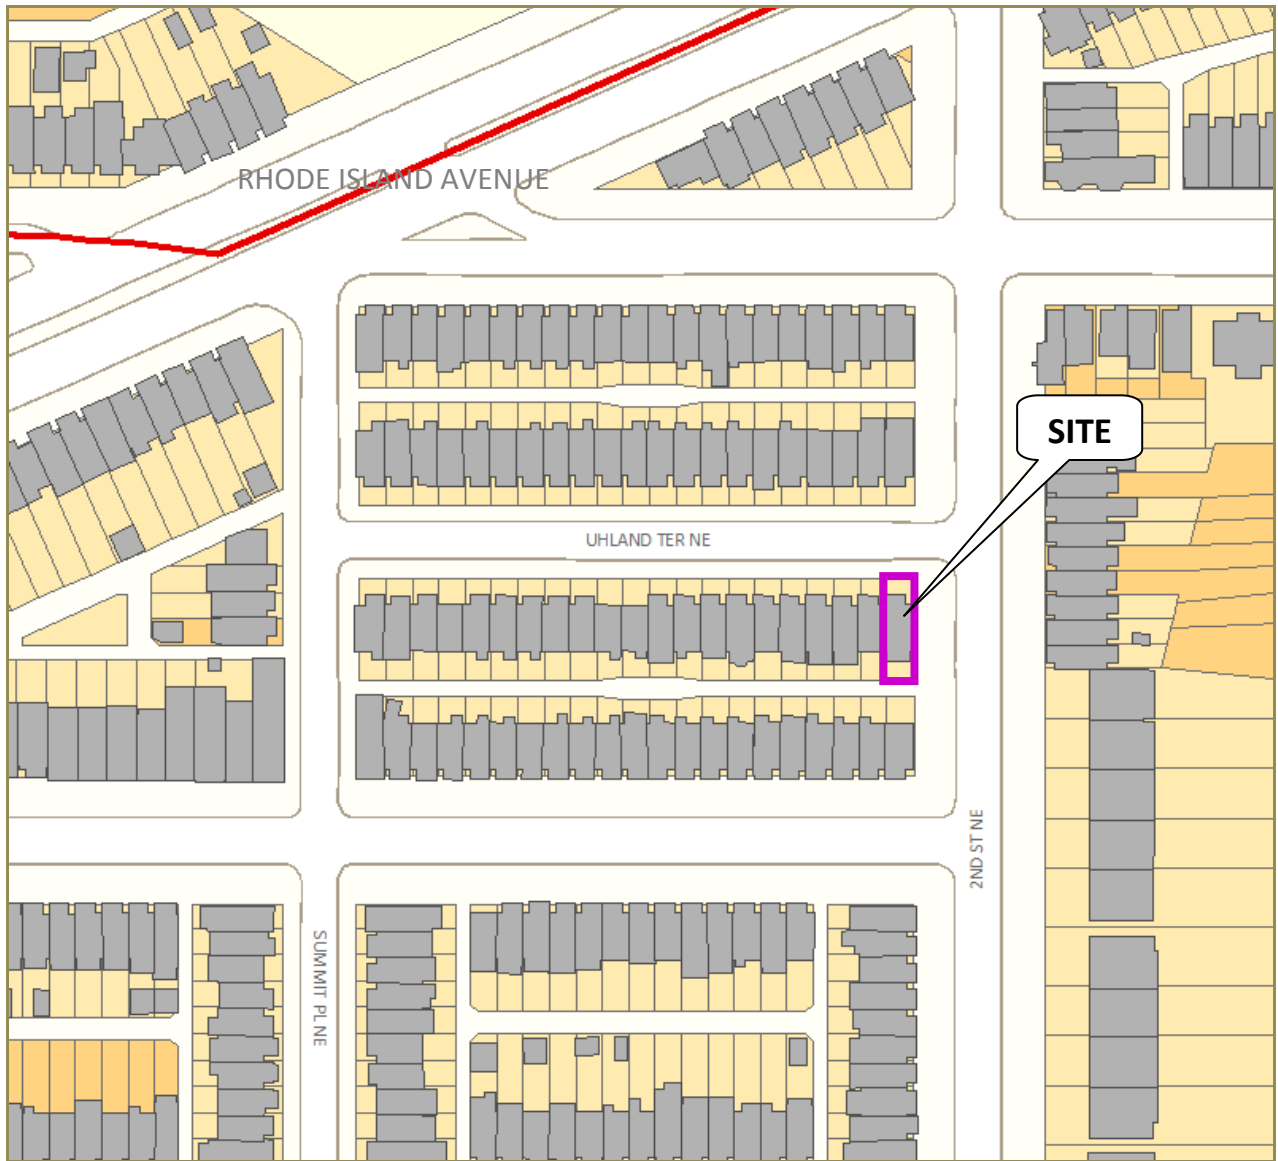 RHODE ISLAND AVENUE
SITE
UHLAND TER NE
2ND ST NE
SUMMIT PL NE